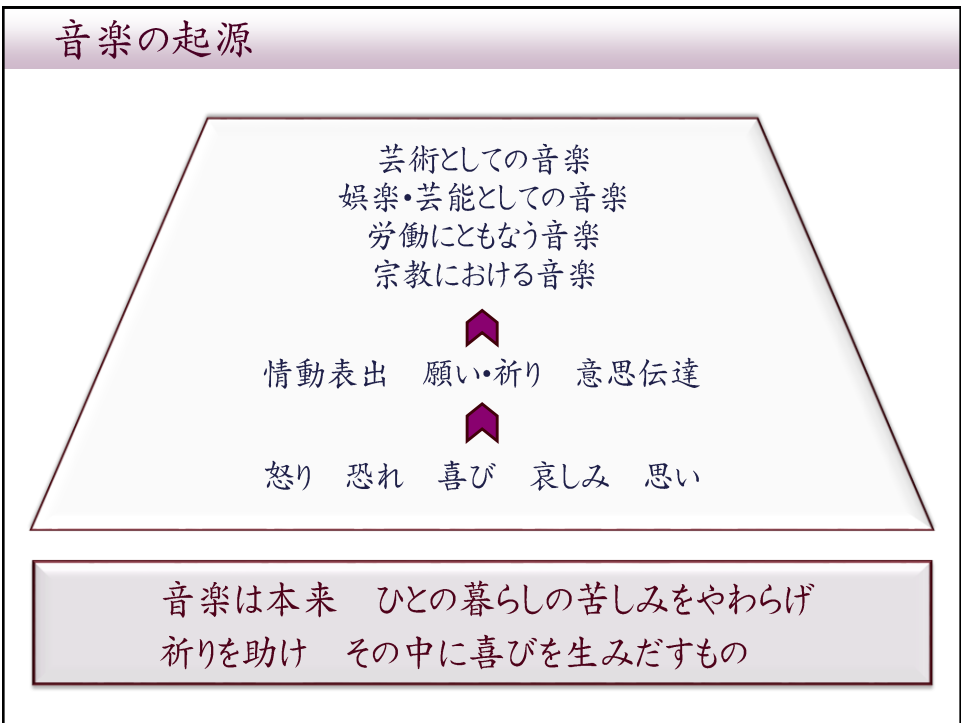 音楽の起源
芸術としての音楽
娯楽・芸能としての音楽
労働にともなう音楽
宗教における音楽
情動表出　願い・祈り　意思伝達
怒り　恐れ　喜び　哀しみ　思い
音楽は本来　ひとの暮らしの苦しみをやわらげ
祈りを助け　その中に喜びを生みだすもの